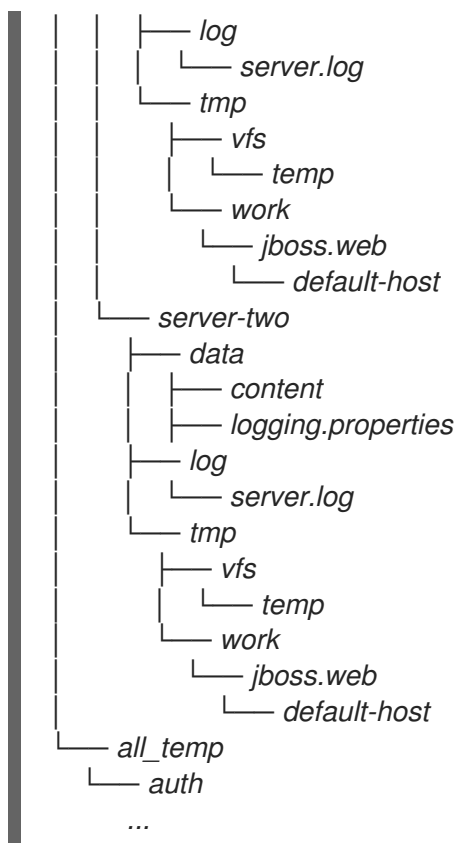 log
server.log
tmp
vfs
temp
work
jboss.web
default-host
server-two
data
content
logging.properties
log
server.log
tmp
vfs
temp
work
jboss.web
default-host
all_temp
auth
...